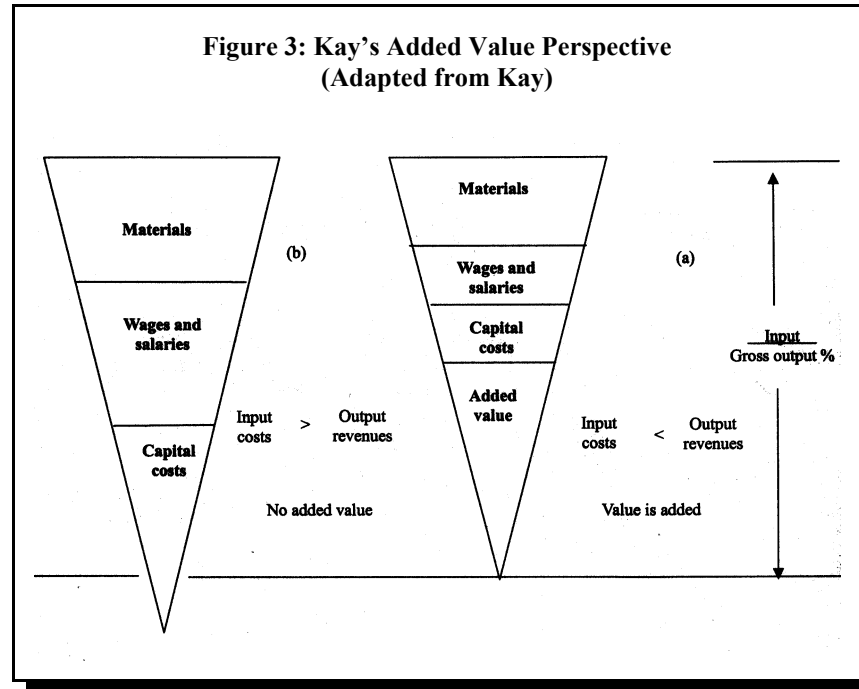 Figure 3: Kay’s Added Value Perspective
(Adapted from Kay)
Materials
(b)
Wages and
salaries
Capital
costs
Input
costs
>
Output
revenues
No added value
Materials
(a)
Wages and
salaries
Capital
costs
Added
value
Input
costs
<
Output
revenues
Value is added
Input
Gross output %